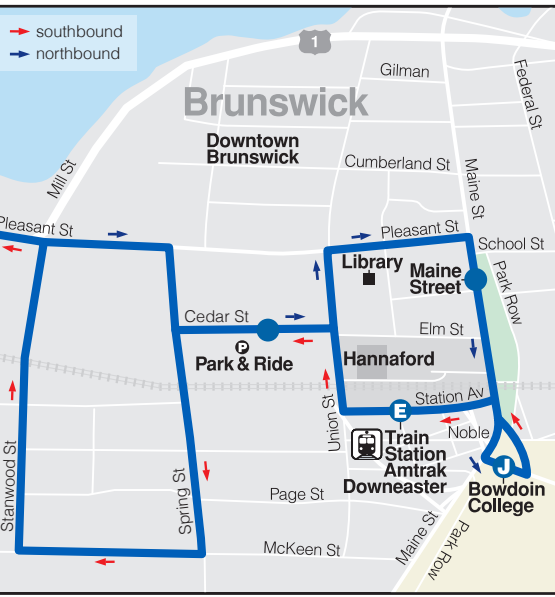 southbound
northbound
1
Gilman
Federal St
Brunswick
Downtown
Brunswick
Cumberland St
Mill St
Maine St
Pleasant St
Pleasant St
School St
Library
Maine
Street
Park Row
Cedar St
Elm St
P
Park & Ride
Hannaford
Station Av
E
Union St
Noble
Train
Station
Amtrak
Downeaster
J
Bowdoin
College
Stanwood St
Spring St
Page St
McKeen St
Maine St
Park Row